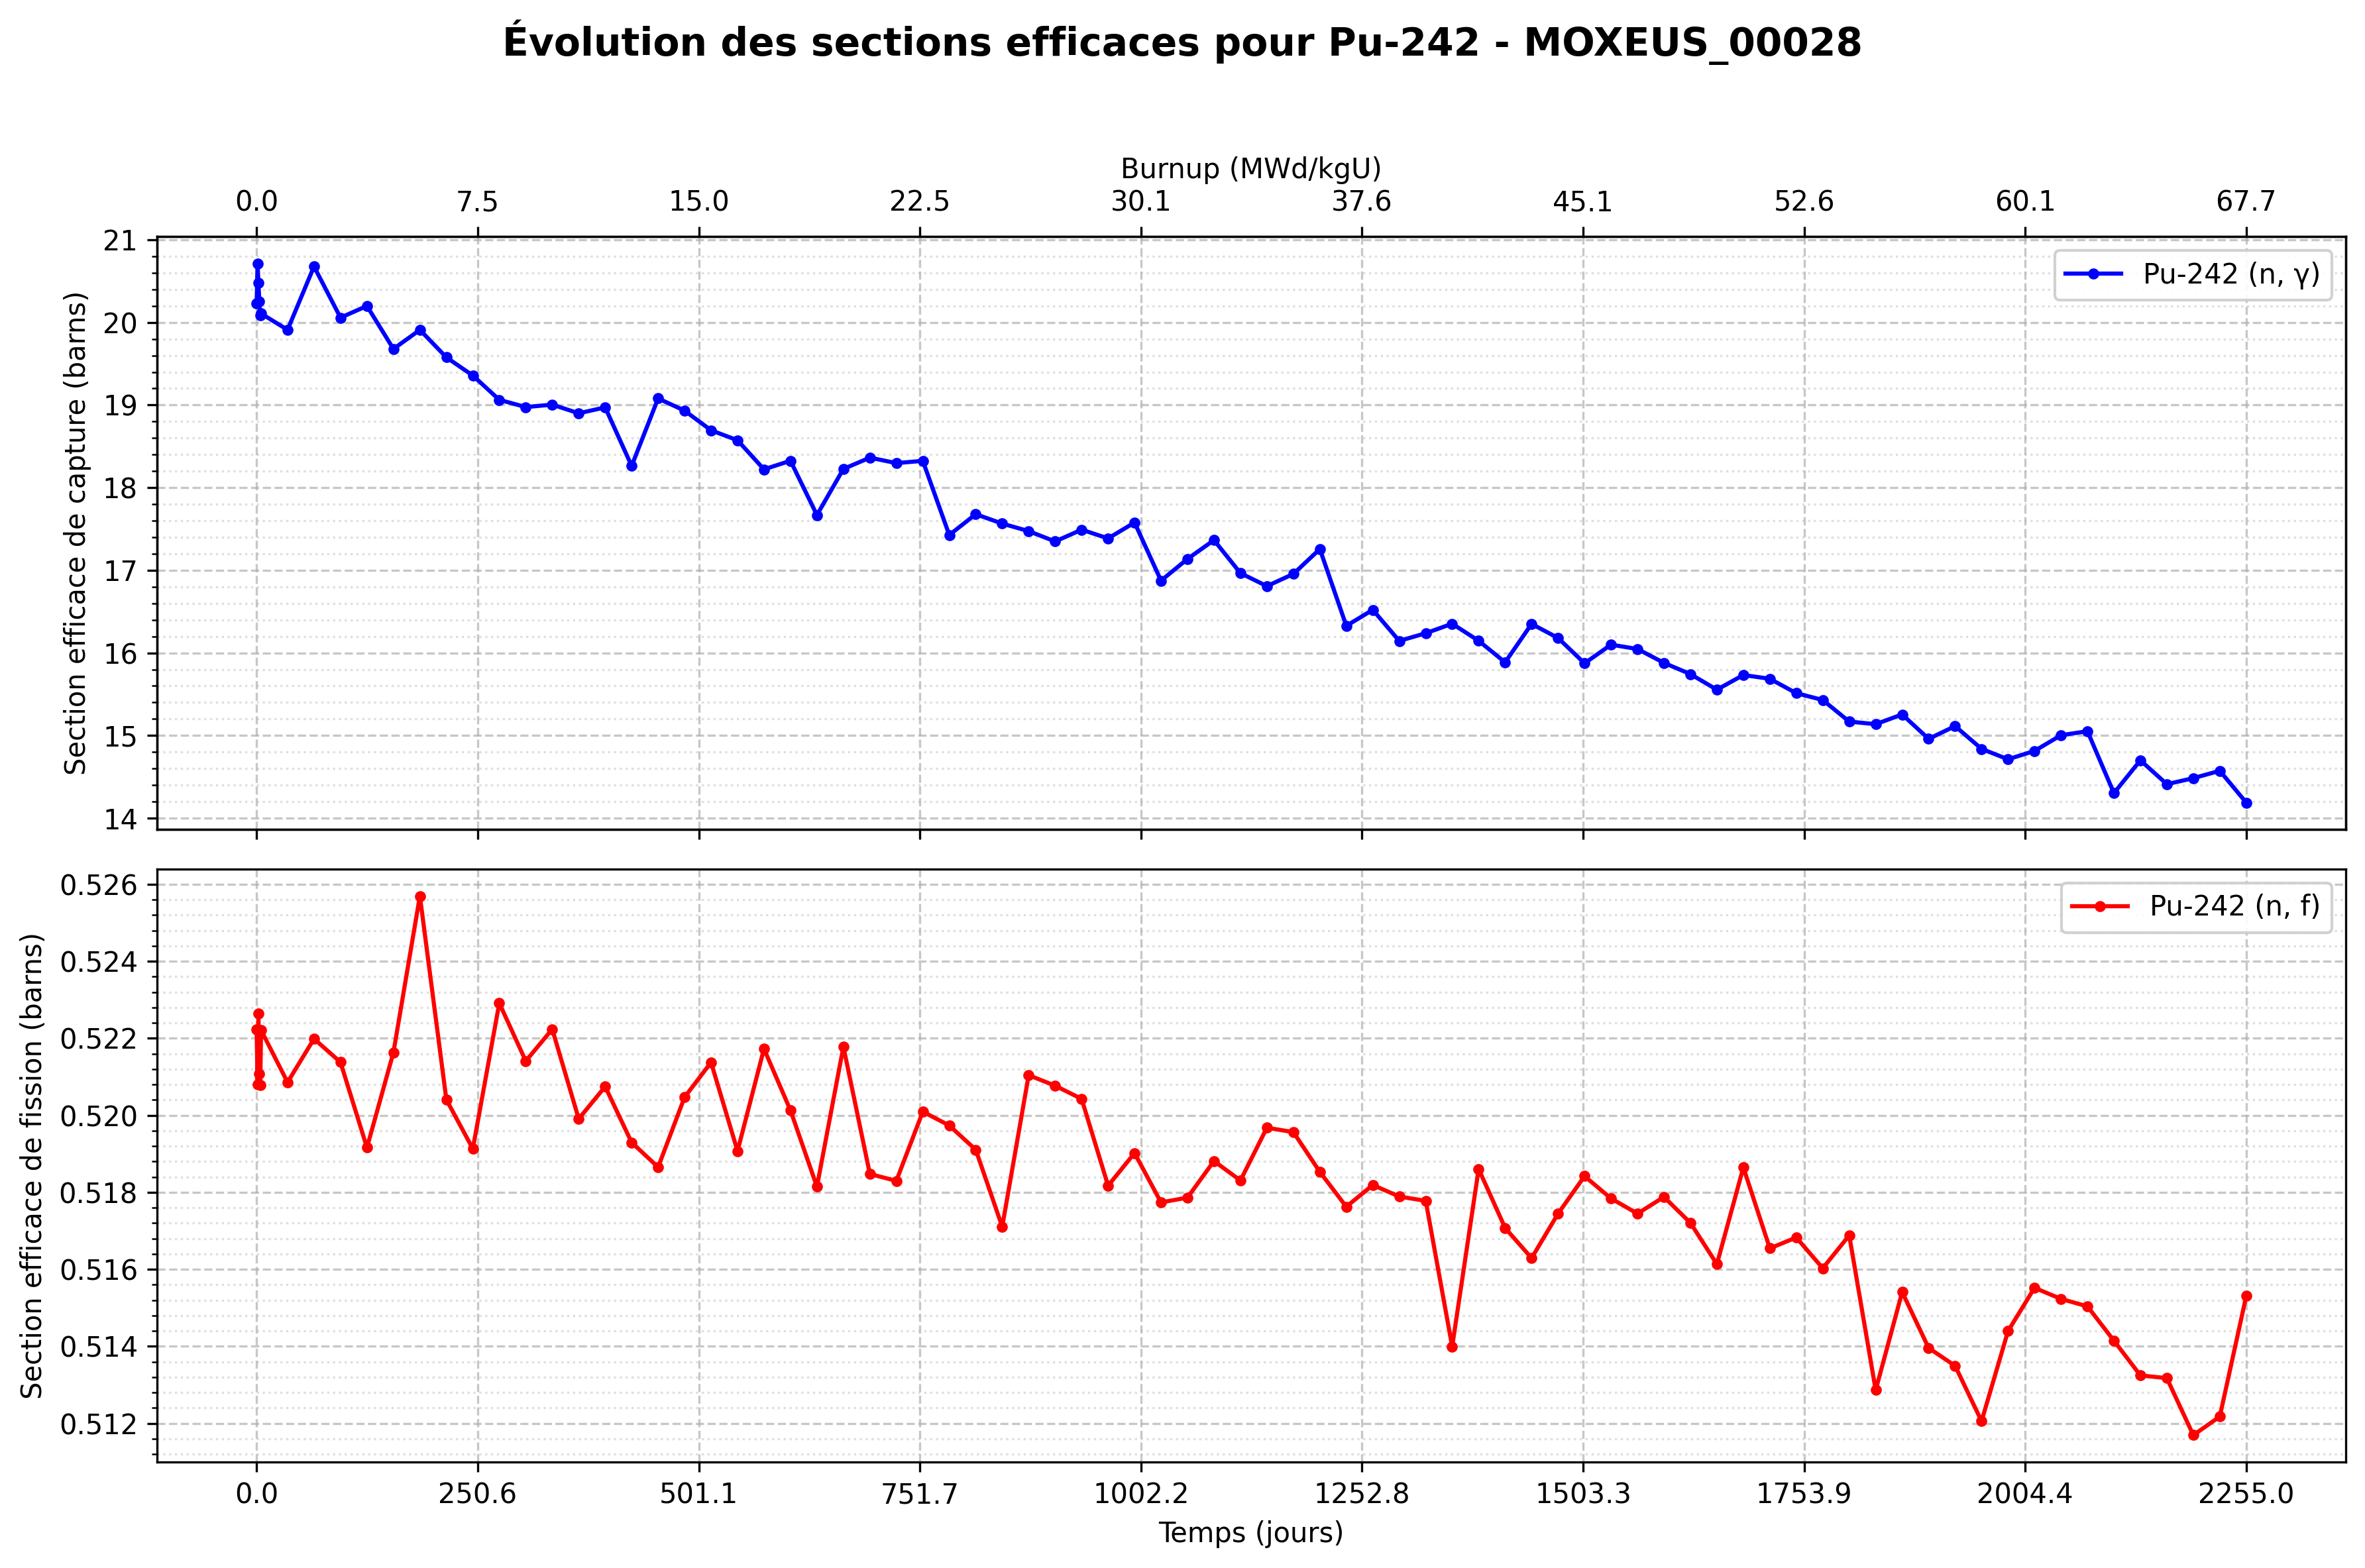 Évolution des sections efficaces pour Pu-242 - MOXEUS_00028
Burnup (MWd/kgU)
0.0 7.5 15.0 22.5 30.1 37.6 45.1 52.6 60.1 67.7
Section efficace de capture (barns)
21
20
19
18
17
16
15
14
Pu-242 (n, γ)
Section efficace de fission (barns)
0.526
0.524
0.522
0.520
0.518
0.516
0.514
0.512
Pu-242 (n, f)
0.0 250.6 501.1 751.7 1002.2 1252.8 1503.3 1753.9 2004.4 2255.0
Temps (jours)